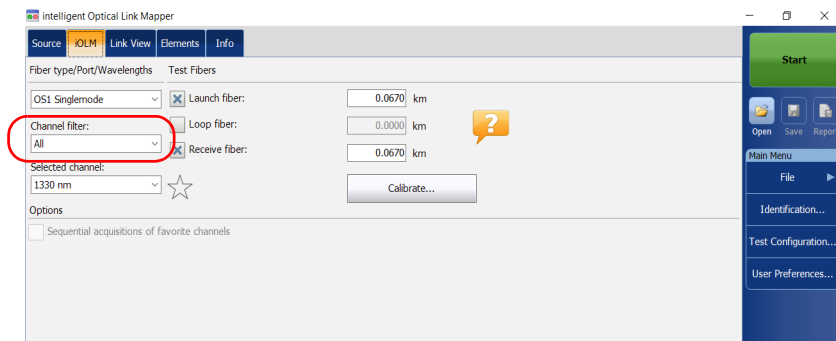 intelligent Optical Link Mapper
Source iOLM Link View Elements Info
Fiber type/Port/Wavelengths Test Fibers
OS1 Singlemode
Launch fiber: 0.0670 km
Channel filter:
Loop fiber: 0.0000 km
All
Receive fiber: 0.0670 km
Selected channel:
1330 nm
Calibrate...
Options
Sequential acquisitions of favorite channels
?
Start
Open Save Repor
Main Menu
File
Identification...
Test Configuration...
User Preferences...